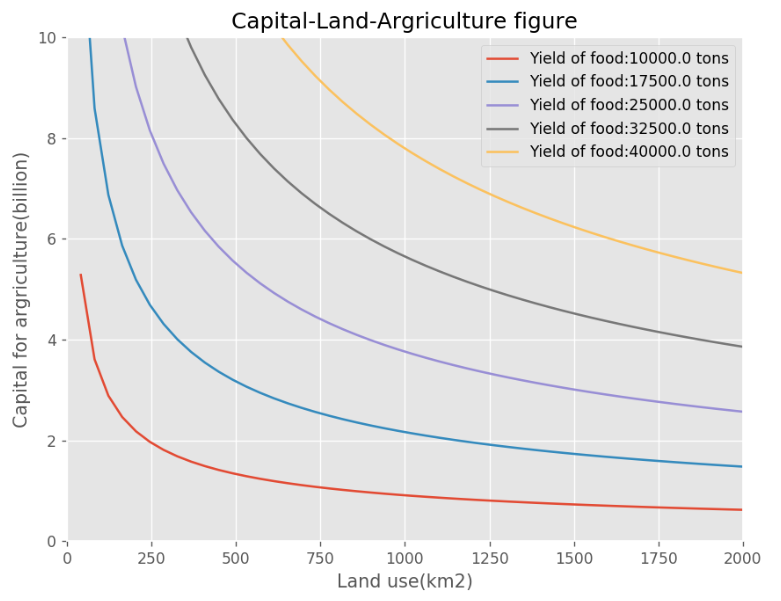 Capital-Land-Argriculture figure
Yield of food:10000.0 tons
Yield of food:17500.0 tons
Yield of food:25000.0 tons
Yield of food:32500.0 tons
Yield of food:40000.0 tons
Capital for argriculture(billion)
10
8
6
4
2
0
0 250 500 750 1000 1250 1500 1750 2000
Land use(km2)